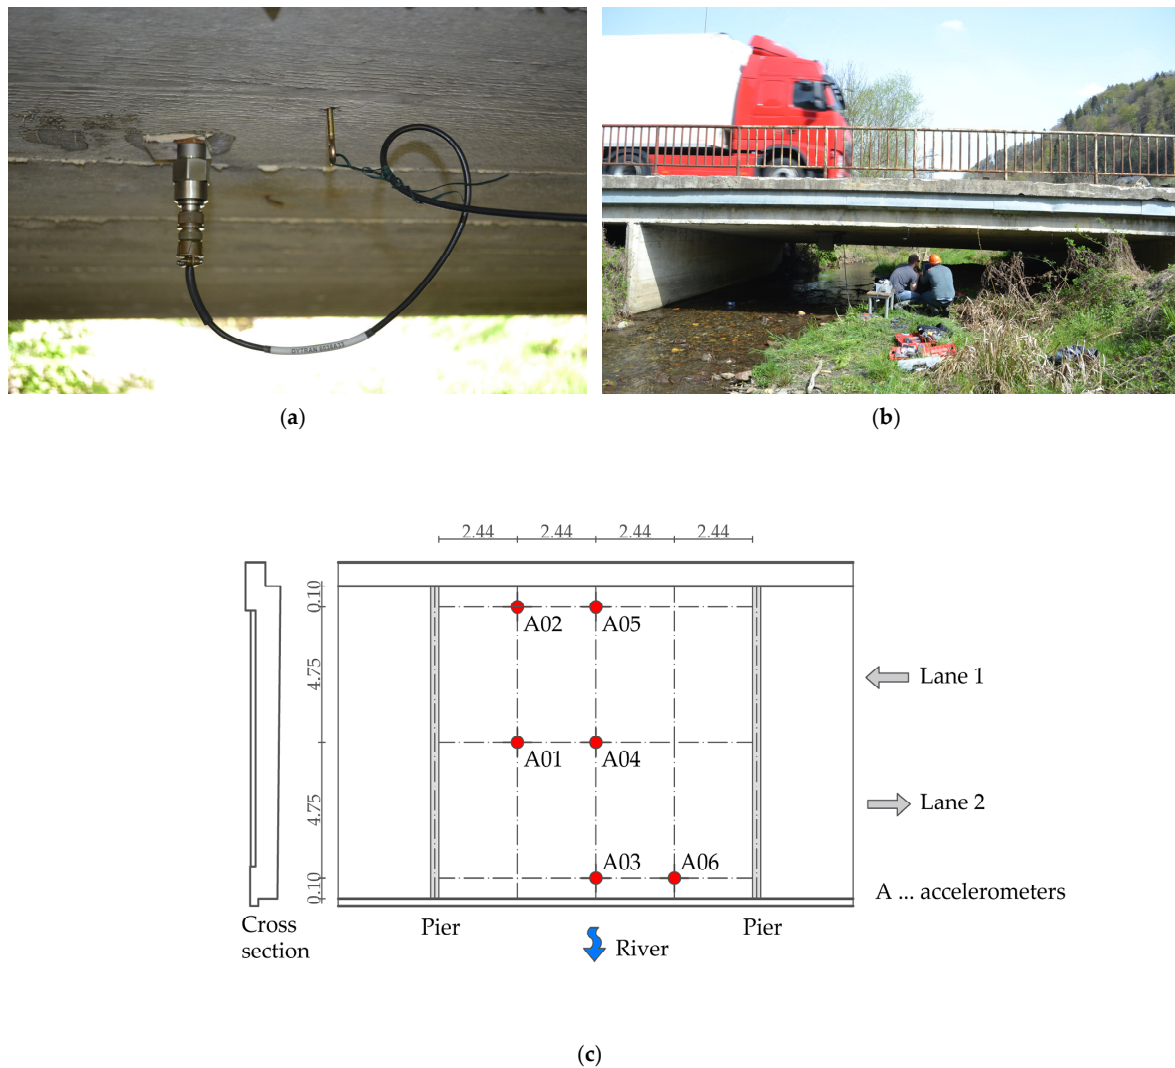 (a)
(b)
2.44 2.44 2.44 2.44
0.10
A02 A05
4.75
Lane 1
A01 A04
4.75
Lane 2
A03 A06
0.10
A ... accelerometers
Cross
section
Pier
Pier
River
(c)